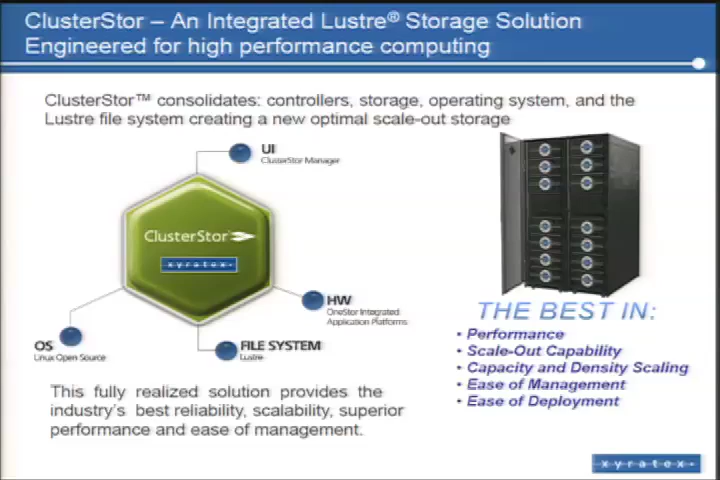 ClusterStor – An Integrated Lustre® Storage Solution
Engineered for high performance computing
ClusterStor™ consolidates: controllers, storage, operating system, and the
Lustre file system creating a new optimal scale-out storage
UI
ClusterStor Manager
ClusterStor
xyratex
HW
OneStor Integrated
Application Platforms
OS
Linux Open Source
FILE SYSTEM
Lustre
THE BEST IN:
• Performance
• Scale-Out Capability
• Capacity and Density Scaling
• Ease of Management
• Ease of Deployment
This fully realized solution provides the
industry's best reliability, scalability, superior
performance and ease of management.
xyratex